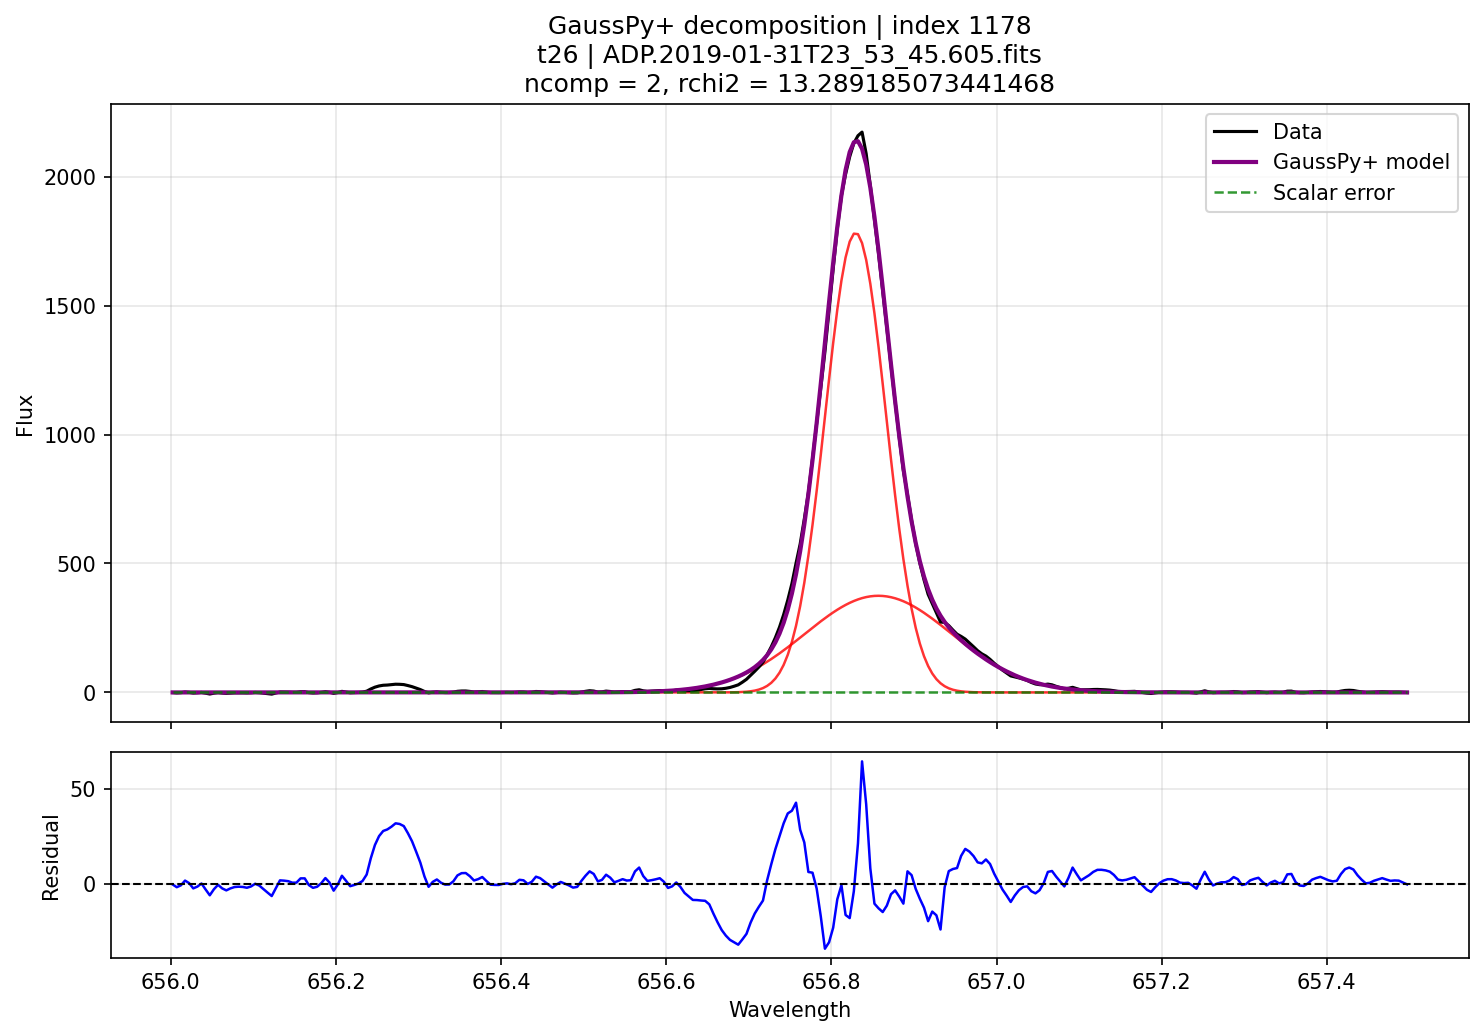 GaussPy+ decomposition | index 1178
t26 | ADP.2019-01-31T23_53_45.605.fits
ncomp = 2, rchi2 = 13.289185073441468
Data
GaussPy+ model
Scalar error
Flux
2000
1500
1000
500
0
Residual
50
0
656.0 656.2 656.4 656.6 656.8 657.0 657.2 657.4
Wavelength